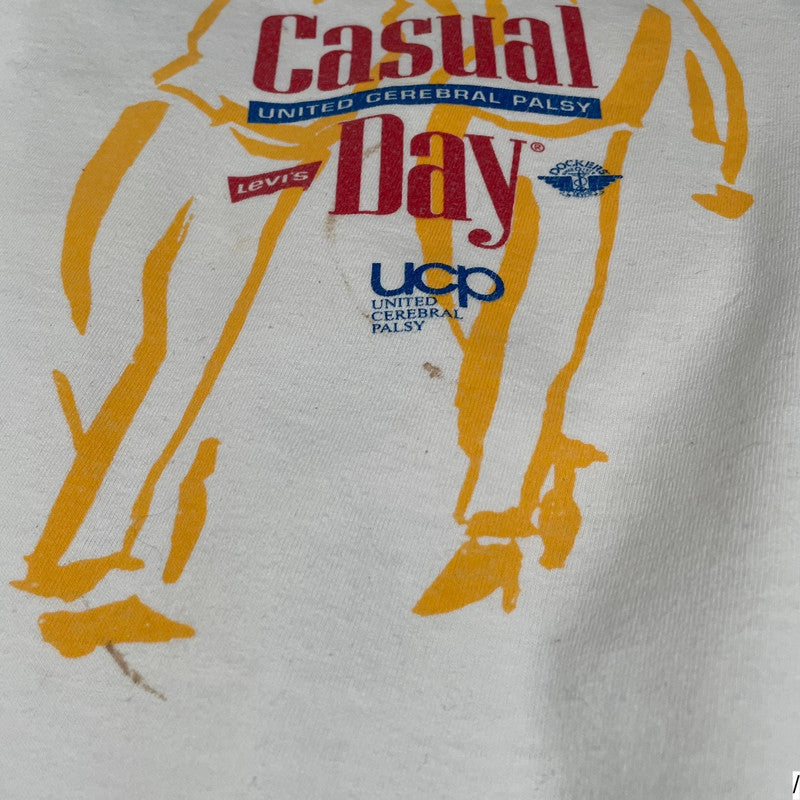 Casual
UNITED CEREBRAL PALSY
Day®
Levi's
DOCKERS
ucp
UNITED
CEREBRAL
PALSY
/